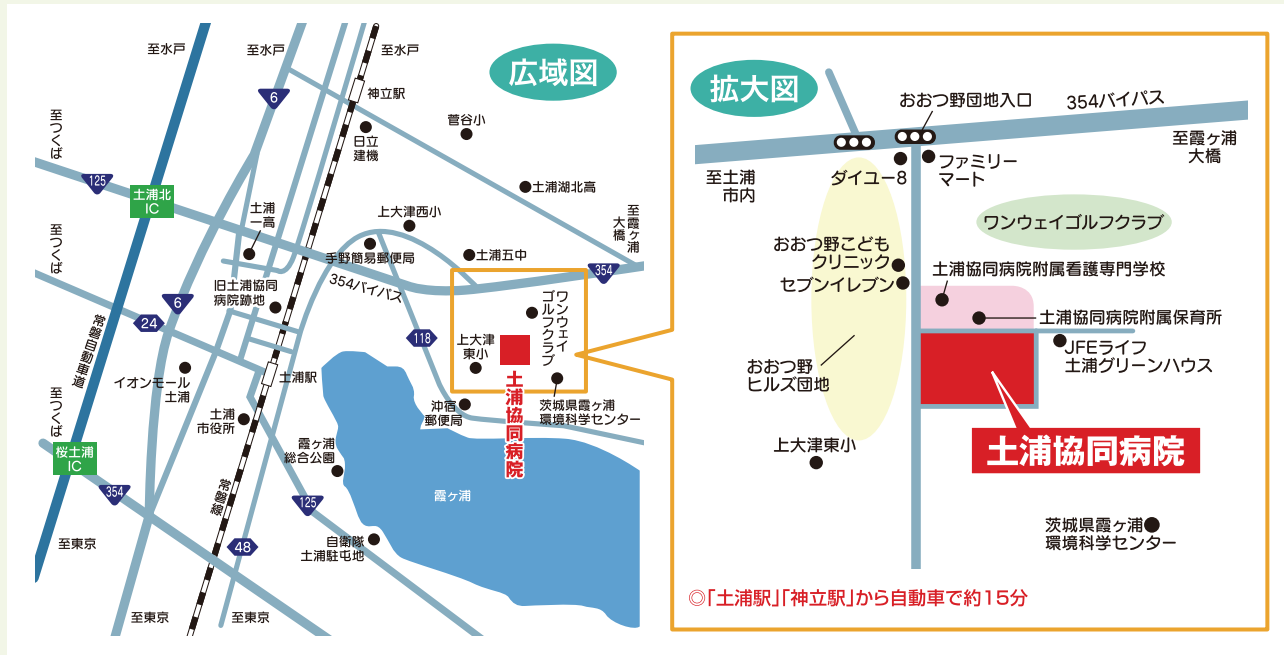 広域図
至水戸
至水戸
至水戸
6
神立駅
至つくば
日立
建機
菅谷小
125
土浦北
IC
土浦湖北高
土浦
一高
上大津西小
至霞ヶ浦
大橋
至つくば
手野簡易郵便局
土浦五中
354バイパス
354
旧土浦協同
病院跡地
6
24
常磐自動車道
118
ワンウェイ
ゴルフクラブ
上大津
東小
土浦協同病院
イオンモール
土浦
土浦駅
至つくば
土浦
市役所
沖宿
郵便局
茨城県霞ヶ浦
環境科学センター
桜土浦
IC
霞ヶ浦
総合公園
354
常磐線
125
霞ヶ浦
至東京
48
自衛隊
土浦駐屯地
至東京
至東京
拡大図
おおつ野団地入口
354バイパス
至霞ヶ浦
大橋
至土浦
市内
ダイユー8
ファミリー
マート
ワンウェイゴルフクラブ
おおつ野こども
クリニック
セブンイレブン
土浦協同病院附属看護専門学校
土浦協同病院附属保育所
JFEライフ
土浦グリーンハウス
おおつ野
ヒルズ団地
土浦協同病院
上大津東小
茨城県霞ヶ浦
環境科学センター
◎「土浦駅」「神立駅」から自動車で約15分